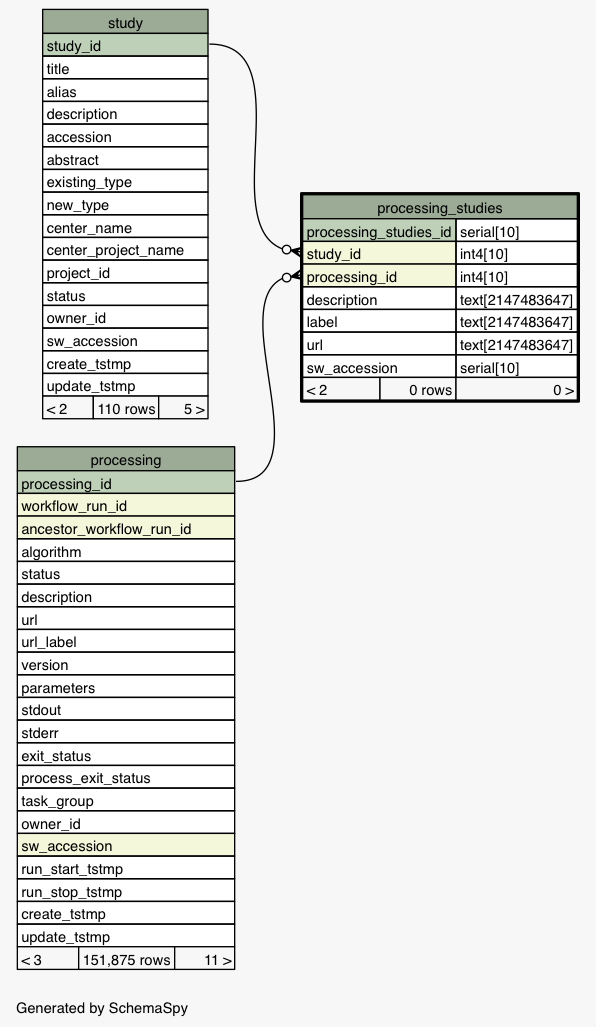 study
study_id
title
alias
description
accession
abstract
existing_type
new_type
center_name
center_project_name
project_id
status
owner_id
sw_accession
create_tstmp
update_tstmp
< 2 110 rows 5 >
processing_studies
processing_studies_id serial[10]
study_id int4[10]
processing_id int4[10]
description text[2147483647]
label text[2147483647]
url text[2147483647]
sw_accession serial[10]
< 2 0 rows 0 >
processing
processing_id
workflow_run_id
ancestor_workflow_run_id
algorithm
status
description
url
url_label
version
parameters
stdout
stderr
exit_status
process_exit_status
task_group
owner_id
sw_accession
run_start_tstmp
run_stop_tstmp
create_tstmp
update_tstmp
< 3 151,875 rows 11 >
Generated by SchemaSpy